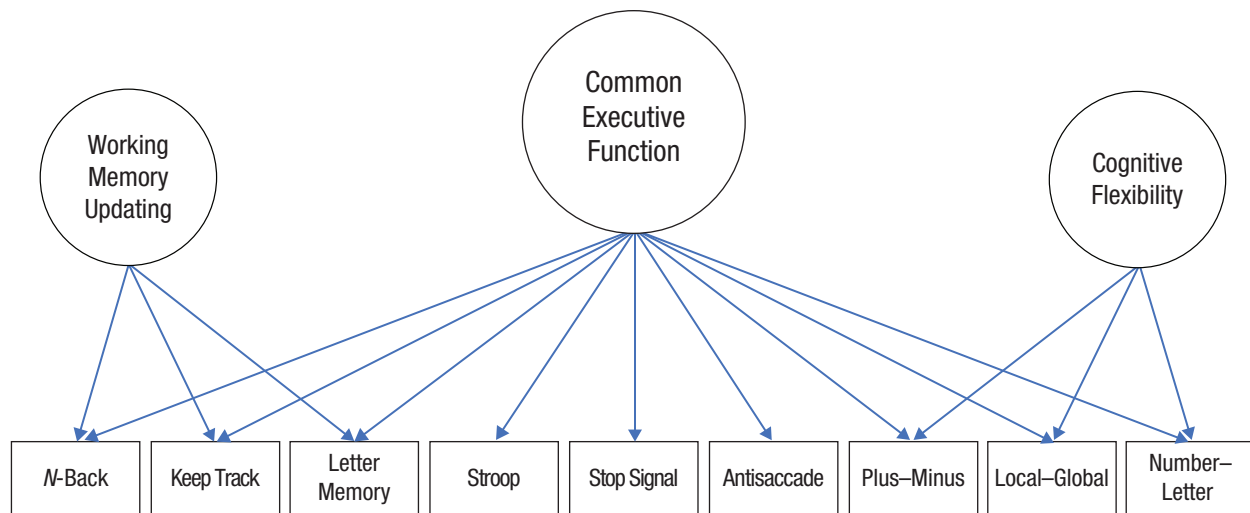 Common
Executive
Function
Working
Memory
Updating
Cognitive
Flexibility
N-Back
Keep Track
Letter
Memory
Stroop
Stop Signal
Antisaccade
Plus–Minus
Local–Global
Number–
Letter